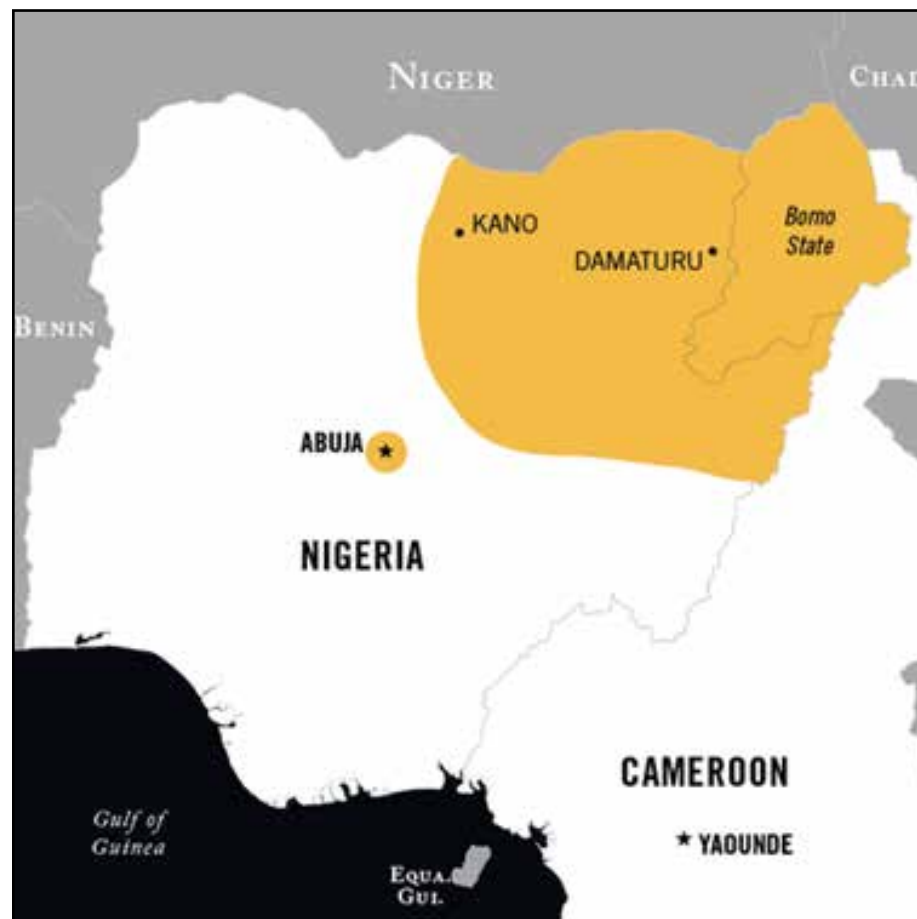 NIGER
CHAD
KANO
Borno
State
DAMATURU
BENIN
ABUJA
NIGERIA
CAMEROON
Gulf of
Guinea
YAOUNDE
EQUA.
GUI.